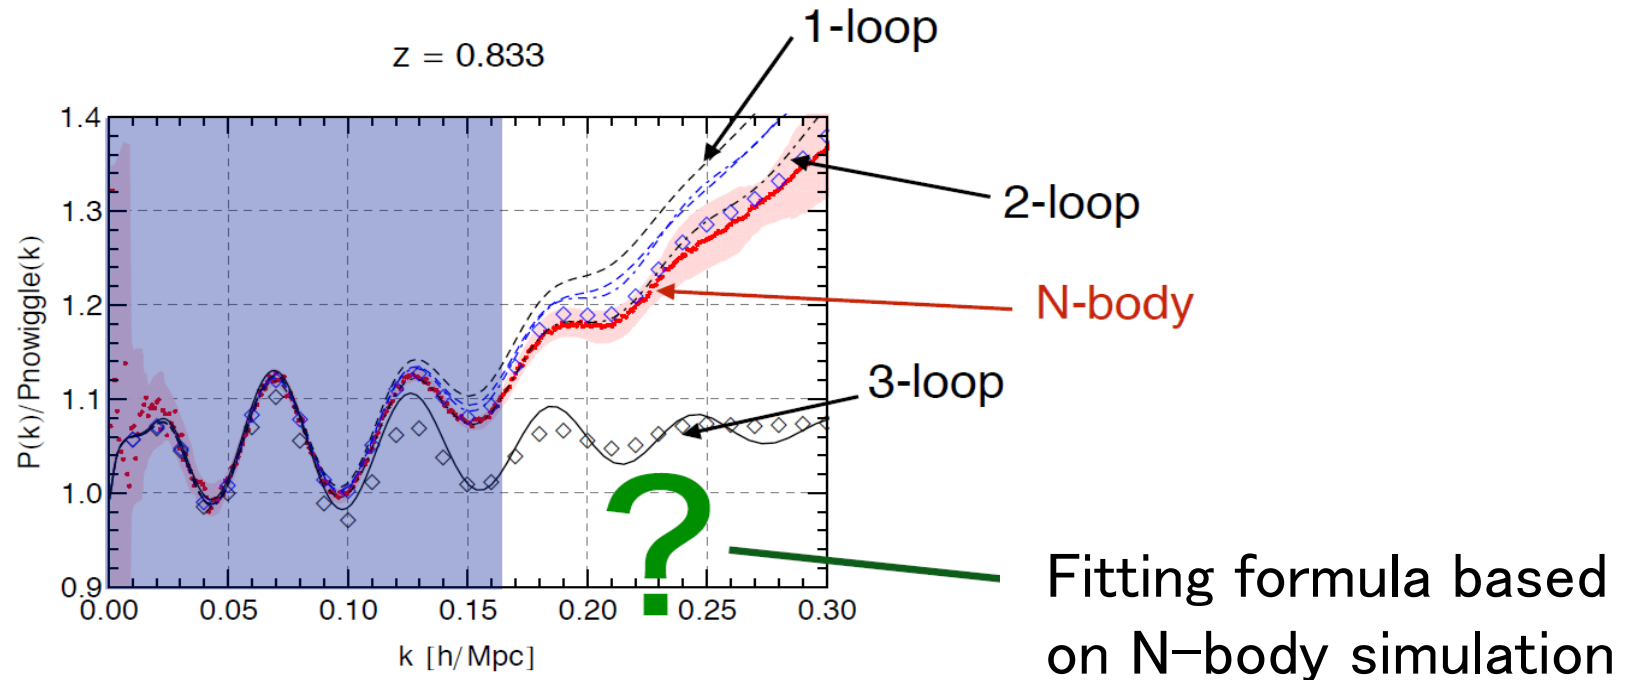 1-loop
z = 0.833
1.4
1.3
1.2
1.1
1.0
0.9
P(k)/Pnowiggle(k)
2-loop
N-body
3-loop
?
0.00 0.05 0.10 0.15 0.20 0.25 0.30
k [h/Mpc]
Fitting formula based
on N-body simulation